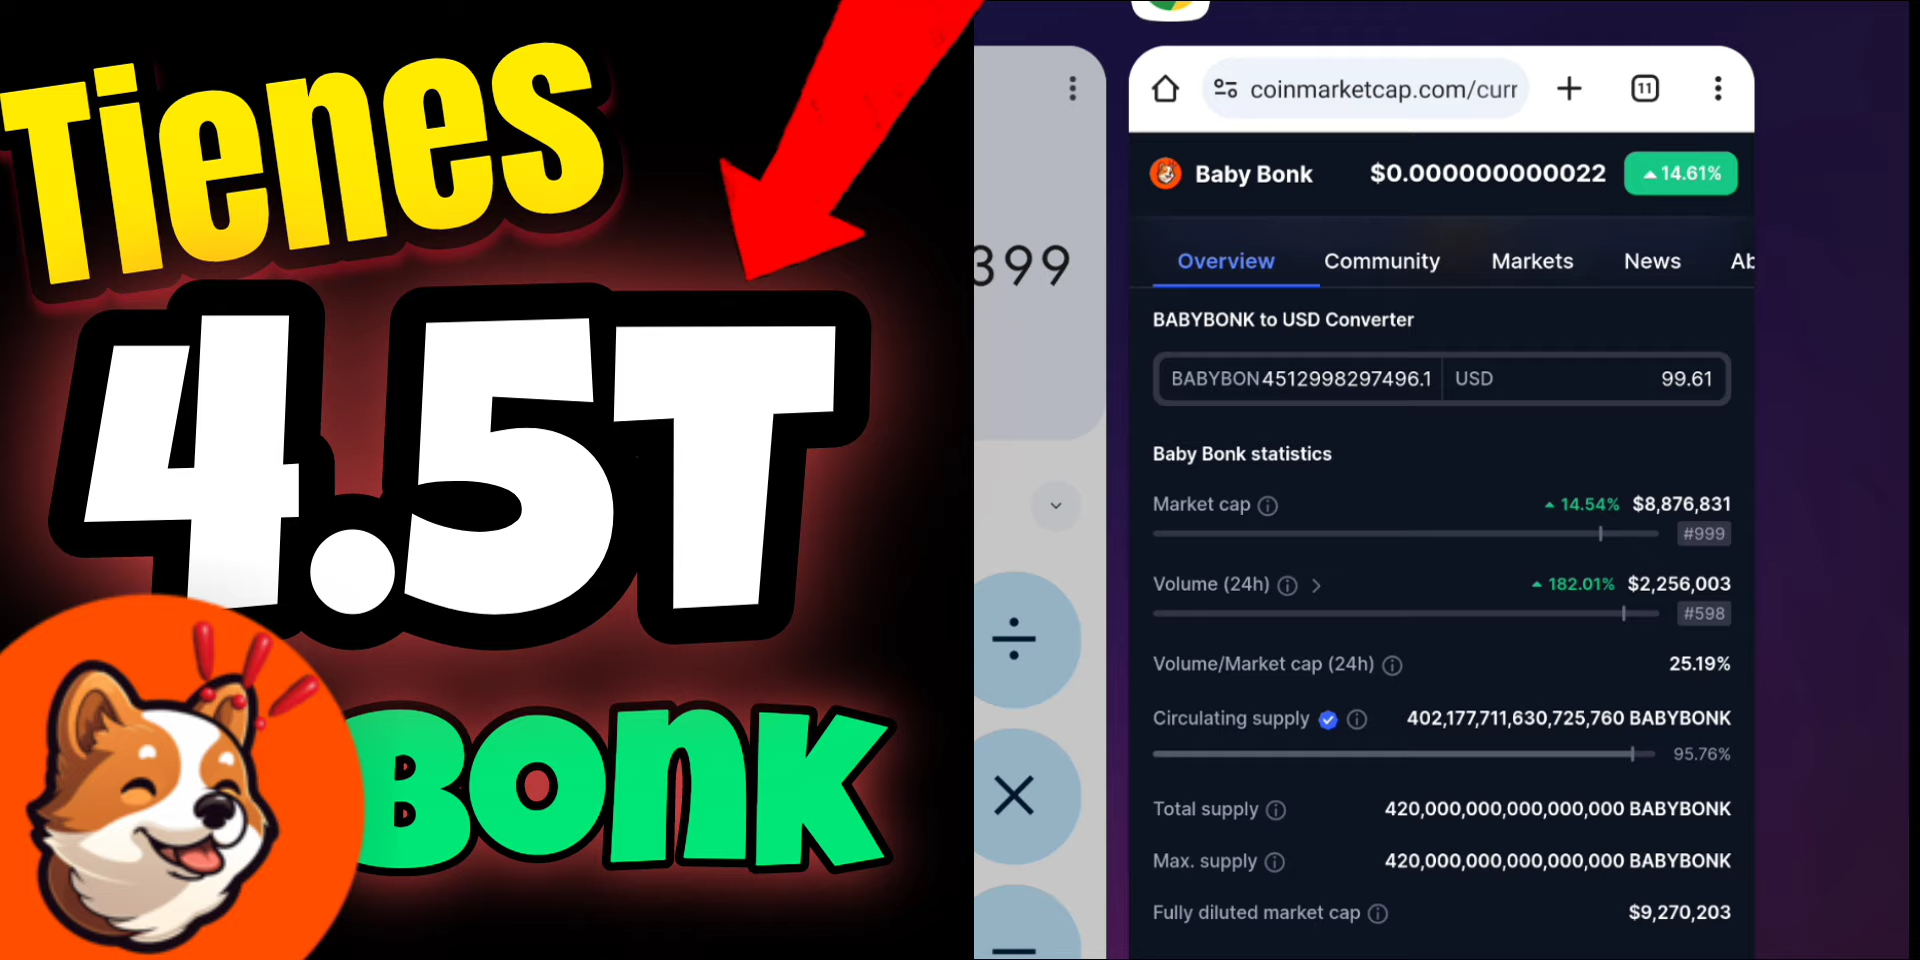 Tienes
4.5T
BONK
399
÷
×
−
coinmarketcap.com/curr
11
Baby Bonk $0.000000000022 14.61%
Overview Community Markets News Ab
BABYBONK to USD Converter
BABYBON 4512998297496.1 USD 99.61
Baby Bonk statistics
Market cap 14.54% $8,876,831
#999
Volume (24h) 182.01% $2,256,003
#598
Volume/Market cap (24h) 25.19%
Circulating supply 402,177,711,630,725,760 BABYBONK
95.76%
Total supply 420,000,000,000,000,000 BABYBONK
Max. supply 420,000,000,000,000,000 BABYBONK
Fully diluted market cap $9,270,203